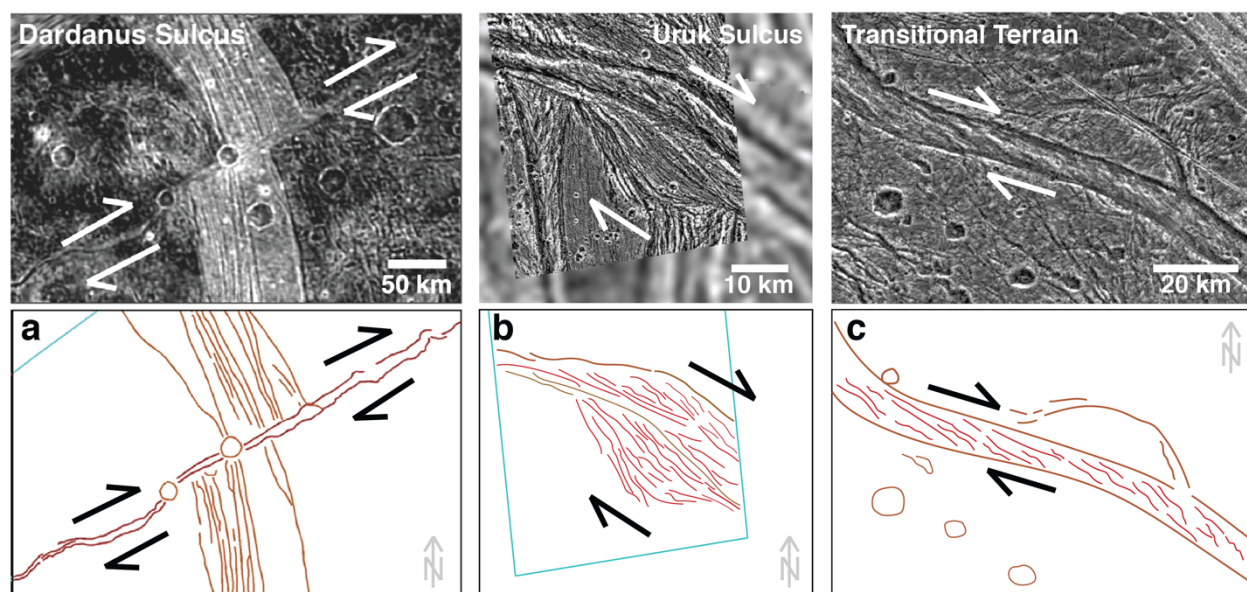 Dardanus Sulcus
50 km
Uruk Sulcus
10 km
Transitional Terrain
20 km
a
N
b
N
c
N